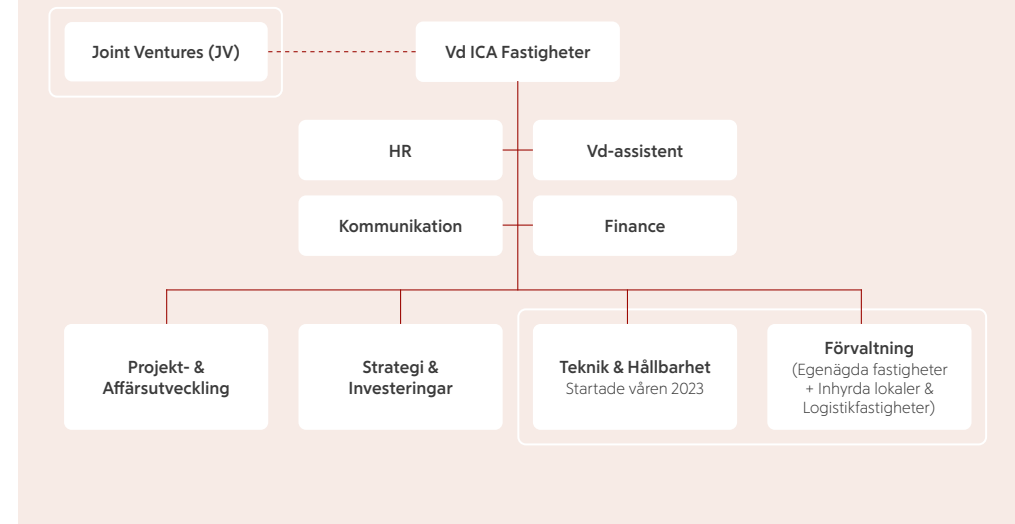 Joint Ventures (JV)
Vd ICA Fastigheter
HR
Vd-assistent
Kommunikation
Finance
Projekt- &
Affärsutveckling
Strategi &
Investeringar
Teknik & Hållbarhet
Startade våren 2023
Förvaltning
(Egenägda fastigheter
+ Inhyrda lokaler &
Logistikfastigheter)